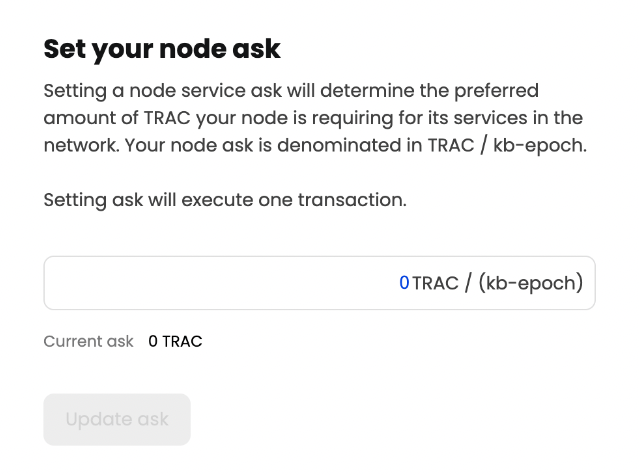 Set your node ask
Setting a node service ask will determine the preferred
amount of TRAC your node is requiring for its services in the
network. Your node ask is denominated in TRAC / kb-epoch.
Setting ask will execute one transaction.
0 TRAC / (kb-epoch)
Current ask 0 TRAC
Update ask